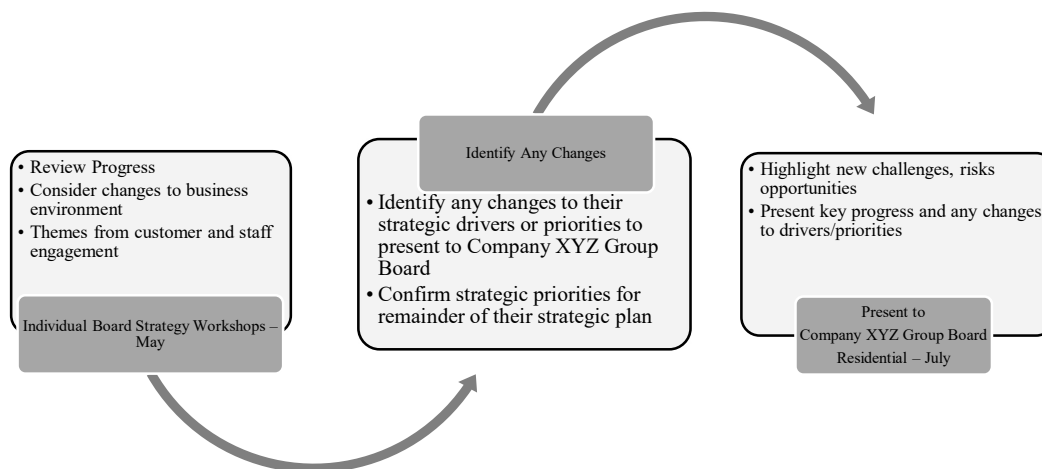 • Review Progress
• Consider changes to business
environment
• Themes from customer and staff
engagement
Individual Board Strategy Workshops –
May
Identify Any Changes
• Identify any changes to their
strategic drivers or priorities to
present to Company XYZ Group
Board
• Confirm strategic priorities for
remainder of their strategic plan
• Highlight new challenges, risks
opportunities
• Present key progress and any changes
to drivers/priorities
Present to
Company XYZ Group Board
Residential – July